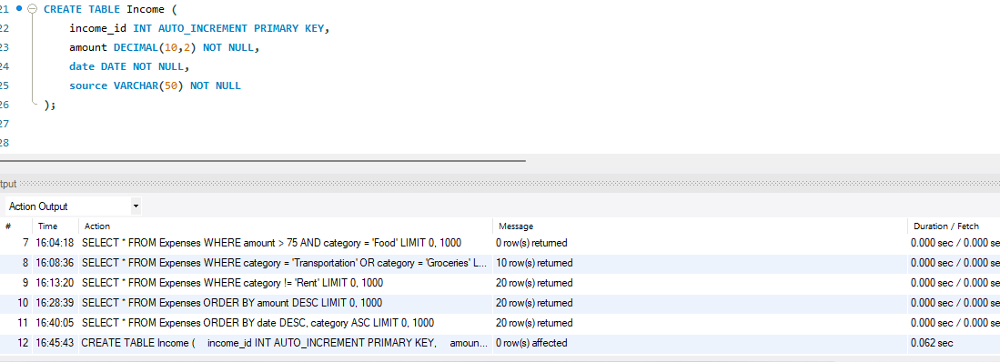 21 CREATE TABLE Income (
22 income_id INT AUTO_INCREMENT PRIMARY KEY,
23 amount DECIMAL(10,2) NOT NULL,
24 date DATE NOT NULL,
25 source VARCHAR(50) NOT NULL
26 );
27
28
tput
Action Output
# Time Action Message Duration / Fetch
7 16:04:18 SELECT * FROM Expenses WHERE amount > 75 AND category = 'Food' LIMIT 0, 1000 0 row(s) returned 0.000 sec / 0.000 se
8 16:08:36 SELECT * FROM Expenses WHERE category = 'Transportation' OR category = 'Groceries' L... 10 row(s) returned 0.000 sec / 0.000 se
9 16:13:20 SELECT * FROM Expenses WHERE category != 'Rent' LIMIT 0, 1000 20 row(s) returned 0.000 sec / 0.000 se
10 16:28:39 SELECT * FROM Expenses ORDER BY amount DESC LIMIT 0, 1000 20 row(s) returned 0.000 sec / 0.000 se
11 16:40:05 SELECT * FROM Expenses ORDER BY date DESC, category ASC LIMIT 0, 1000 20 row(s) returned 0.000 sec / 0.000 se
12 16:45:43 CREATE TABLE Income ( income_id INT AUTO_INCREMENT PRIMARY KEY, amoun... 0 row(s) affected 0.062 sec